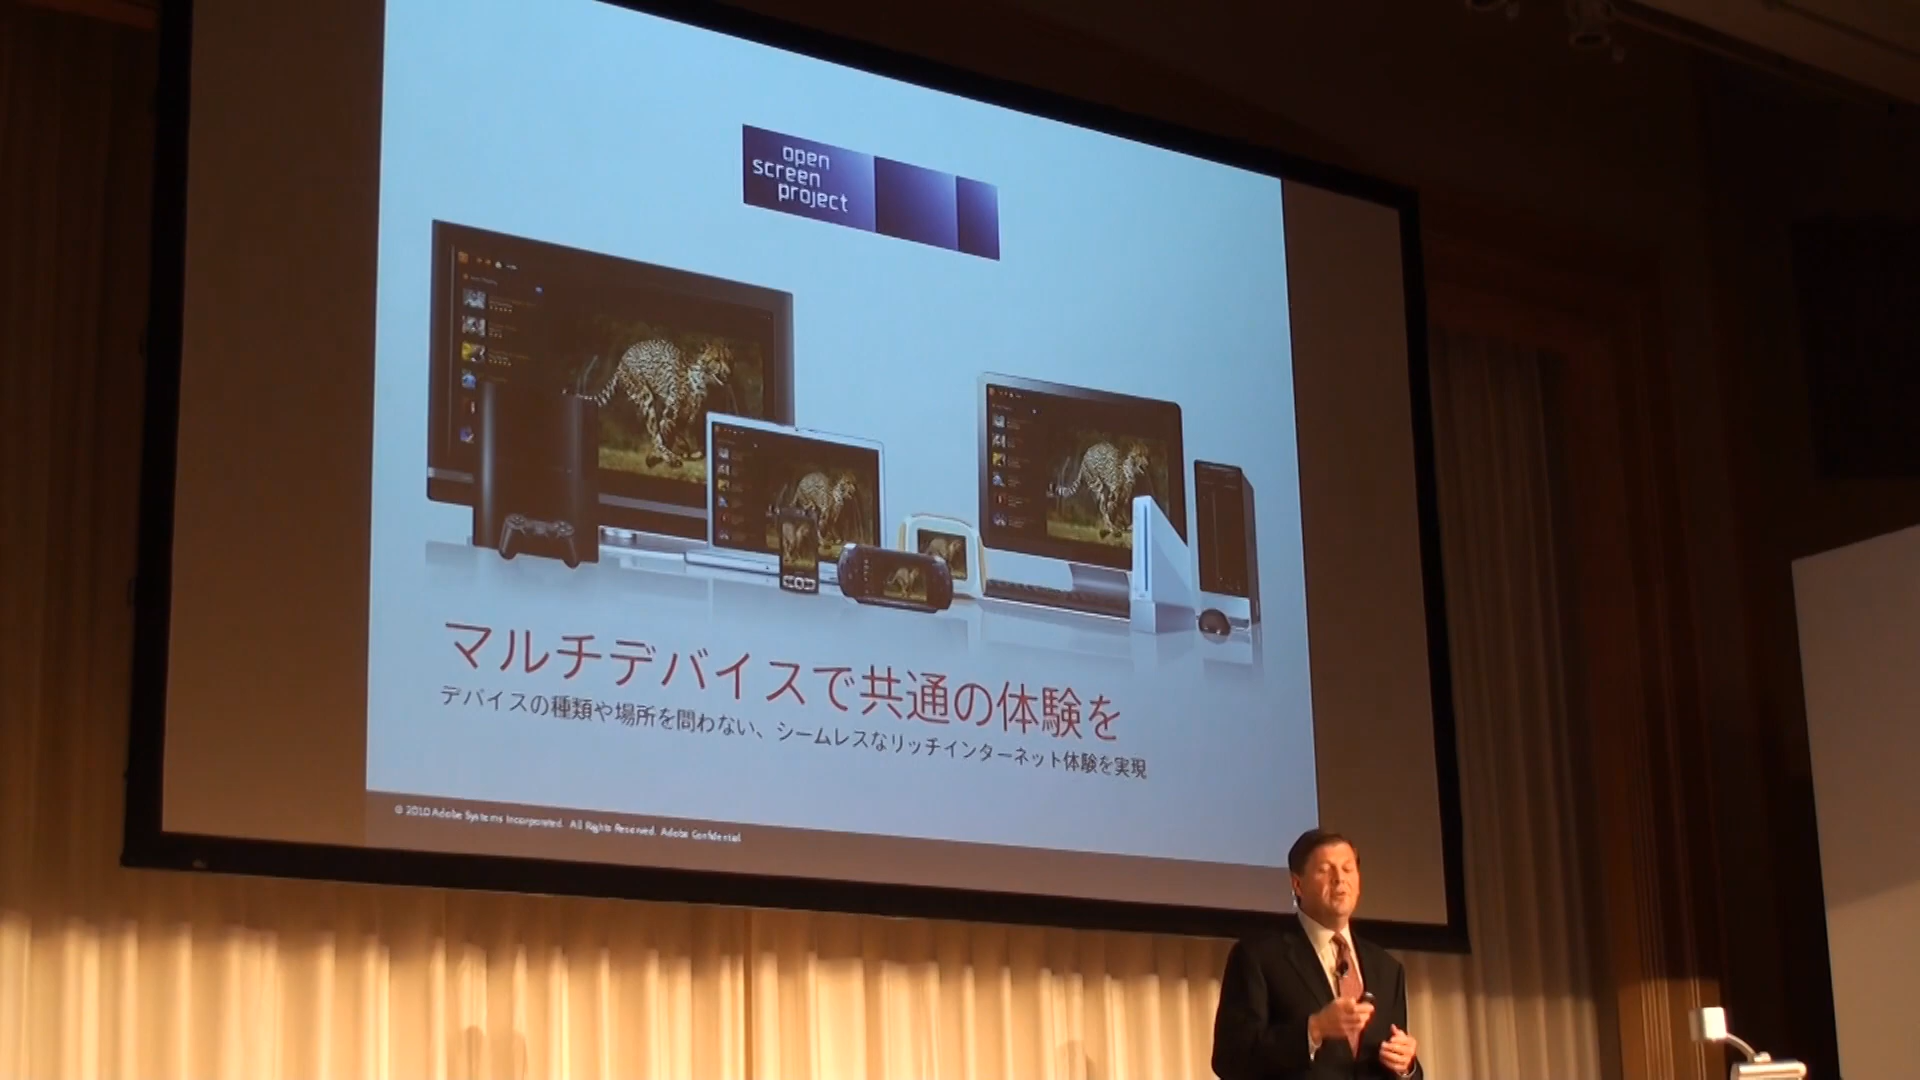 open
screen
project
マルチデバイスで共通の体験を
デバイスの種類や場所を問わない、シームレスなリッチインターネット体験を実現
© 2010 Adobe Systems Incorporated. All Rights Reserved. Adobe Confidential.